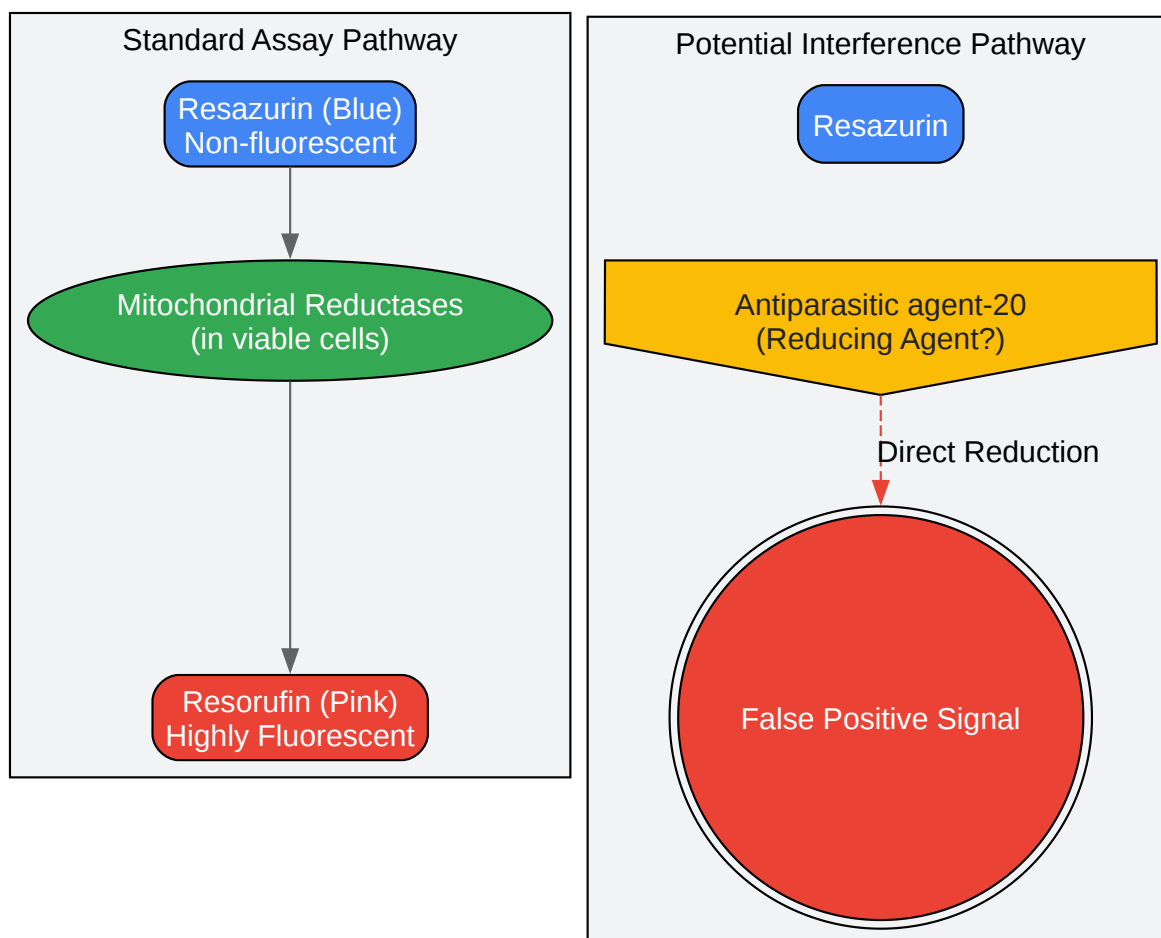 Standard Assay Pathway
Resazurin (Blue)
Non-fluorescent
Mitochondrial Reductases
(in viable cells)
Resorufin (Pink)
Highly Fluorescent
Potential Interference Pathway
Resazurin
Antiparasitic agent-20
(Reducing Agent?)
Direct Reduction
False Positive Signal